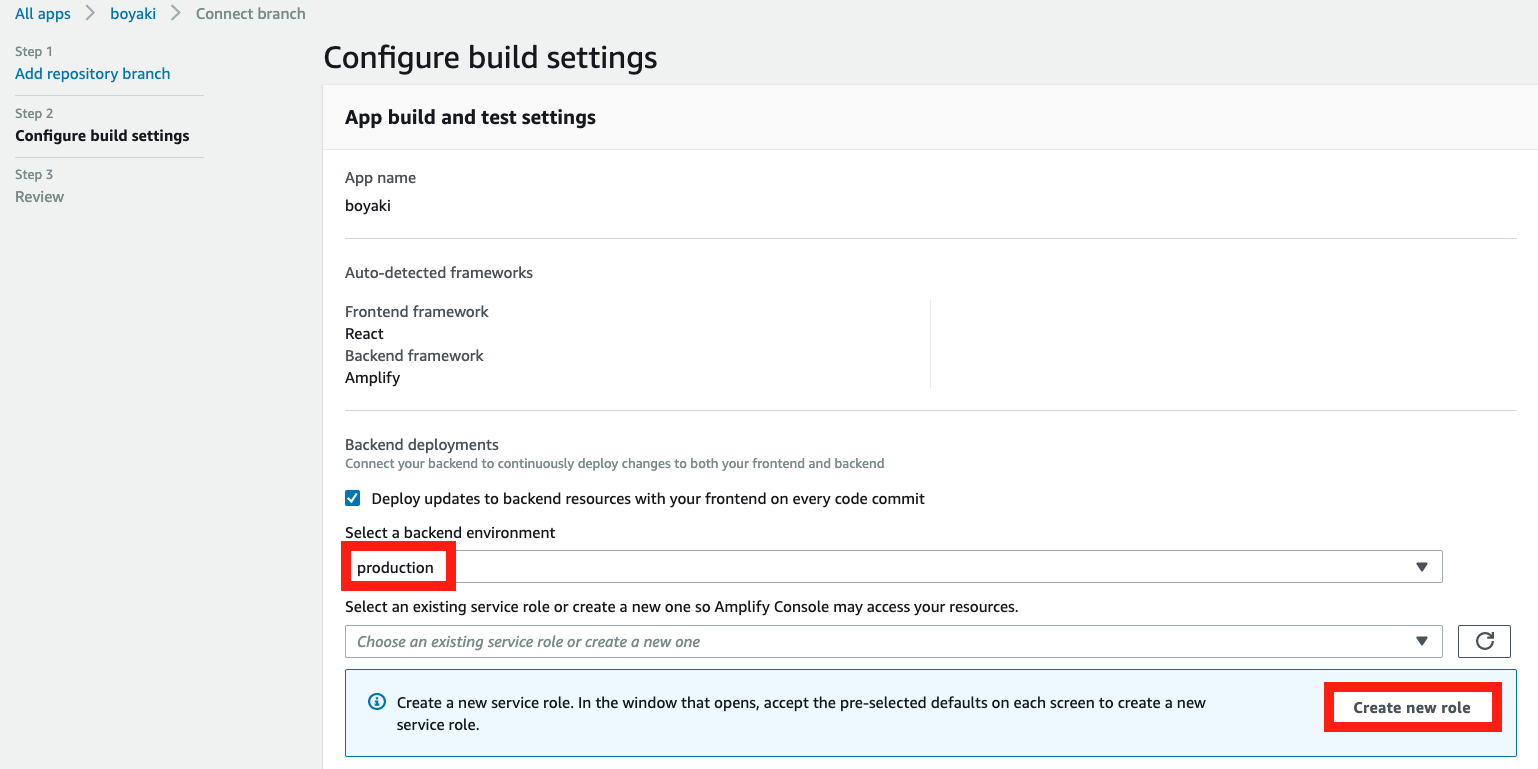 All apps > boyaki > Connect branch
Step 1
Add repository branch
Step 2
Configure build settings
Step 3
Review
Configure build settings
App build and test settings
App name
boyaki
Auto-detected frameworks
Frontend framework
React
Backend framework
Amplify
Backend deployments
Connect your backend to continuously deploy changes to both your frontend and backend
Deploy updates to backend resources with your frontend on every code commit
Select a backend environment
production
Select an existing service role or create a new one so Amplify Console may access your resources.
Choose an existing service role or create a new one
Create a new service role. In the window that opens, accept the pre-selected defaults on each screen to create a new
service role.
Create new role